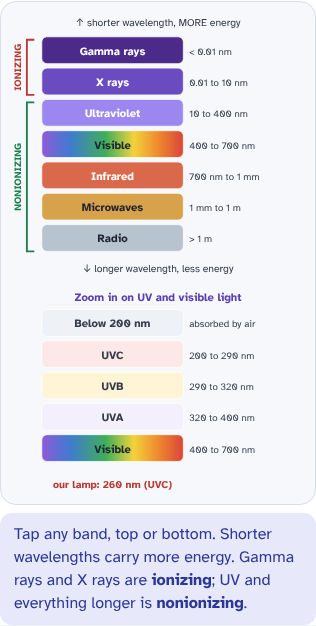 ↑ shorter wavelength, MORE energy
IONIZING
Gamma rays < 0.01 nm
X rays 0.01 to 10 nm
NONIONIZING
Ultraviolet 10 to 400 nm
Visible 400 to 700 nm
Infrared 700 nm to 1 mm
Microwaves 1 mm to 1 m
Radio > 1 m
↓ longer wavelength, less energy
Zoom in on UV and visible light
Below 200 nm absorbed by air
UVC 200 to 290 nm
UVB 290 to 320 nm
UVA 320 to 400 nm
Visible 400 to 700 nm
our lamp: 260 nm (UVC)
Tap any band, top or bottom. Shorter
wavelengths carry more energy. Gamma
rays and X rays are ionizing; UV and
everything longer is nonionizing.